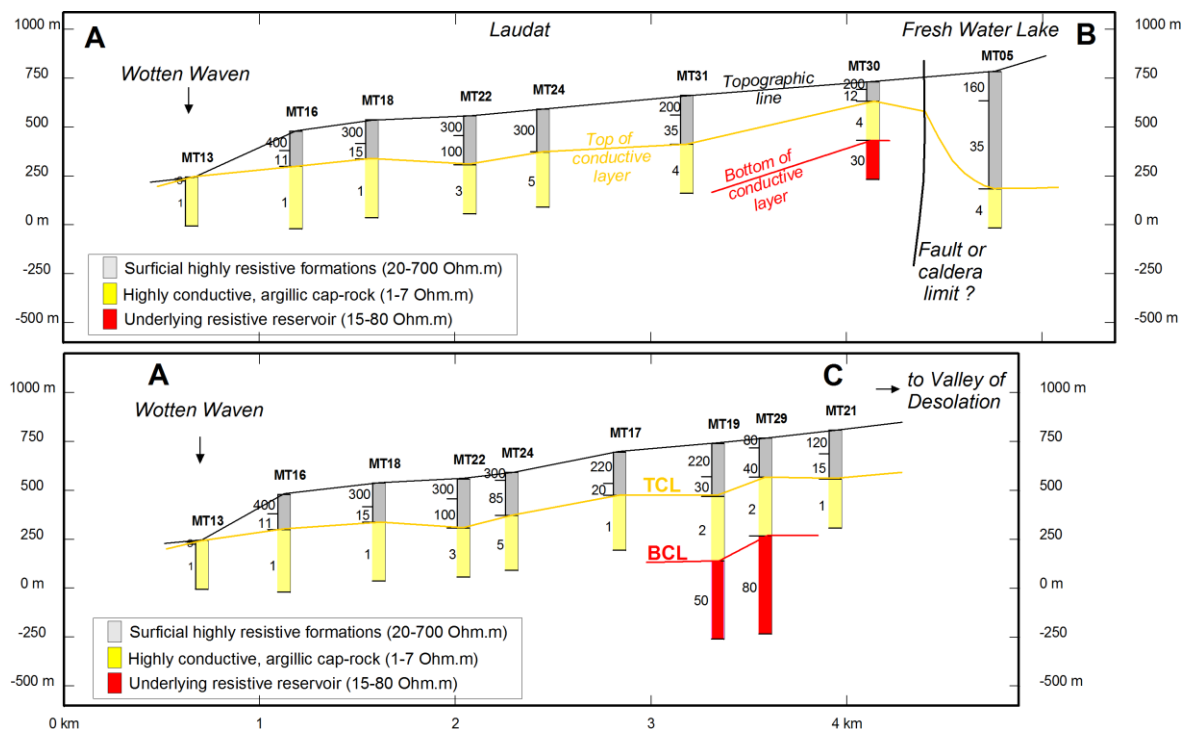 1000 m
750
500
250
0 m
-250
-500 m
A
Laudat
Fresh Water Lake
B
1000 m
750
500
250
0 m
-250
-500 m
Wotten Waven
MT13
MT16
MT18
MT22
MT24
MT31
MT30
MT05
Topographic
line
Top of
conductive
layer
Bottom of
conductive
layer
Fault or
caldera
limit ?
1
400
11
1
300
15
1
300
100
3
300
5
200
35
4
200
12
4
30
160
35
4
Surficial highly resistive formations (20-700 Ohm.m)
Highly conductive, argillic cap-rock (1-7 Ohm.m)
Underlying resistive reservoir (15-80 Ohm.m)
1000 m
750
500
250
0 m
-250
-500 m
A
C
to Valley of
Desolation
1000 m
750
500
250
0 m
-250
-500 m
Wotten Waven
MT13
MT16
MT18
MT22
MT24
MT17
MT19
MT29
MT21
TCL
BCL
1
400
11
1
300
15
1
300
100
3
300
85
5
220
20
1
220
30
2
50
80
40
2
80
120
15
1
Surficial highly resistive formations (20-700 Ohm.m)
Highly conductive, argillic cap-rock (1-7 Ohm.m)
Underlying resistive reservoir (15-80 Ohm.m)
0 km
1
2
3
4 km